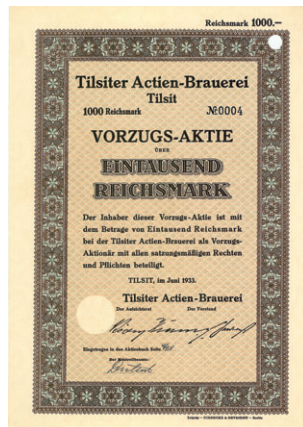 Reichsmark 1000.—
Tilsiter Actien-Brauerei
Tilsit
1000 Reichsmark № 0004
VORZUGS-AKTIE
ÜBER
EINTAUSEND
REICHSMARK
Der Inhaber dieser Vorzugs-Aktie ist mit
dem Betrage von Eintausend Reichsmark
bei der Tilsiter Actien-Brauerei als Vorzugs-
Aktionär mit allen satzungsmäßigen Rechten
und Pflichten beteiligt.
TILSIT, im Juni 1933.
Tilsiter Actien-Brauerei
Der Aufsichtsrat Der Vorstand
Eingetragen in das Aktienbuch Seite